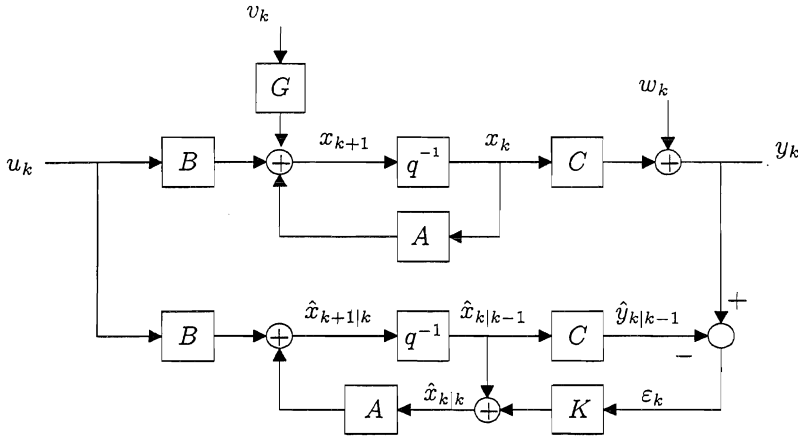 v_k
G
w_k
x_{k+1}
x_k
u_k
B
+
q^{-1}
C
+
y_k
A
+
x̂_{k+1|k}
x̂_{k|k-1}
ŷ_{k|k-1}
B
+
q^{-1}
C
−
x̂_{k|k}
ε_k
A
+
K